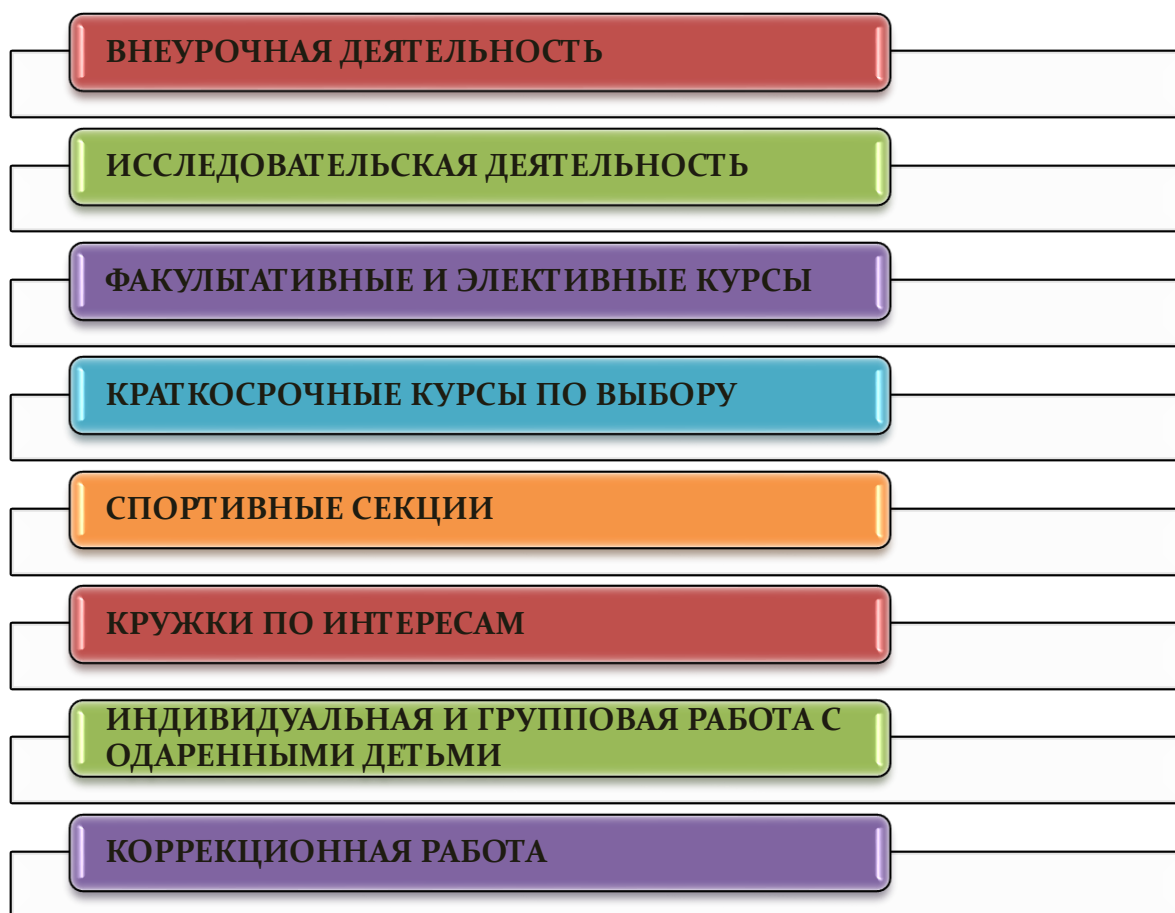 ВНЕУРОЧНАЯ ДЕЯТЕЛЬНОСТЬ
ИССЛЕДОВАТЕЛЬСКАЯ ДЕЯТЕЛЬНОСТЬ
ФАКУЛЬТАТИВНЫЕ И ЭЛЕКТИВНЫЕ КУРСЫ
КРАТКОСРОЧНЫЕ КУРСЫ ПО ВЫБОРУ
СПОРТИВНЫЕ СЕКЦИИ
КРУЖКИ ПО ИНТЕРЕСАМ
ИНДИВИДУАЛЬНАЯ И ГРУППОВАЯ РАБОТА С
ОДАРЕННЫМИ ДЕТЬМИ
КОРРЕКЦИОННАЯ РАБОТА